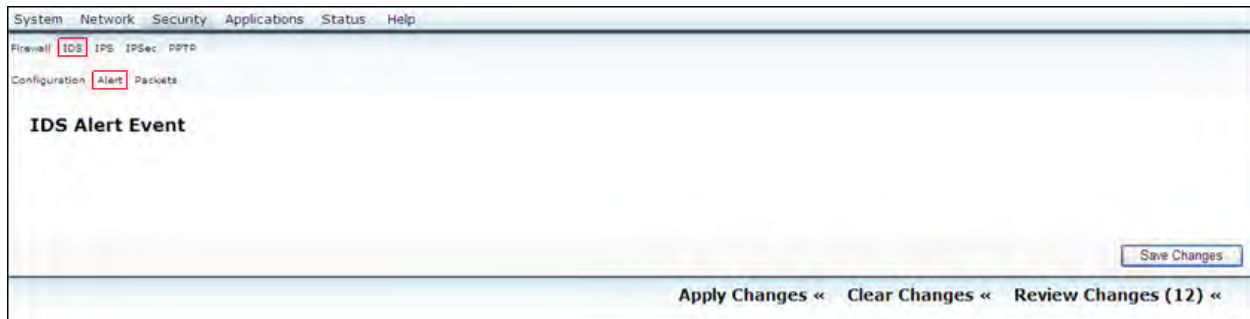 System Network Security Applications Status Help
Firewall IDS IPS IPSec PPTP
Configuration Alert Packets
IDS Alert Event
Save Changes
Apply Changes « Clear Changes « Review Changes (12) «